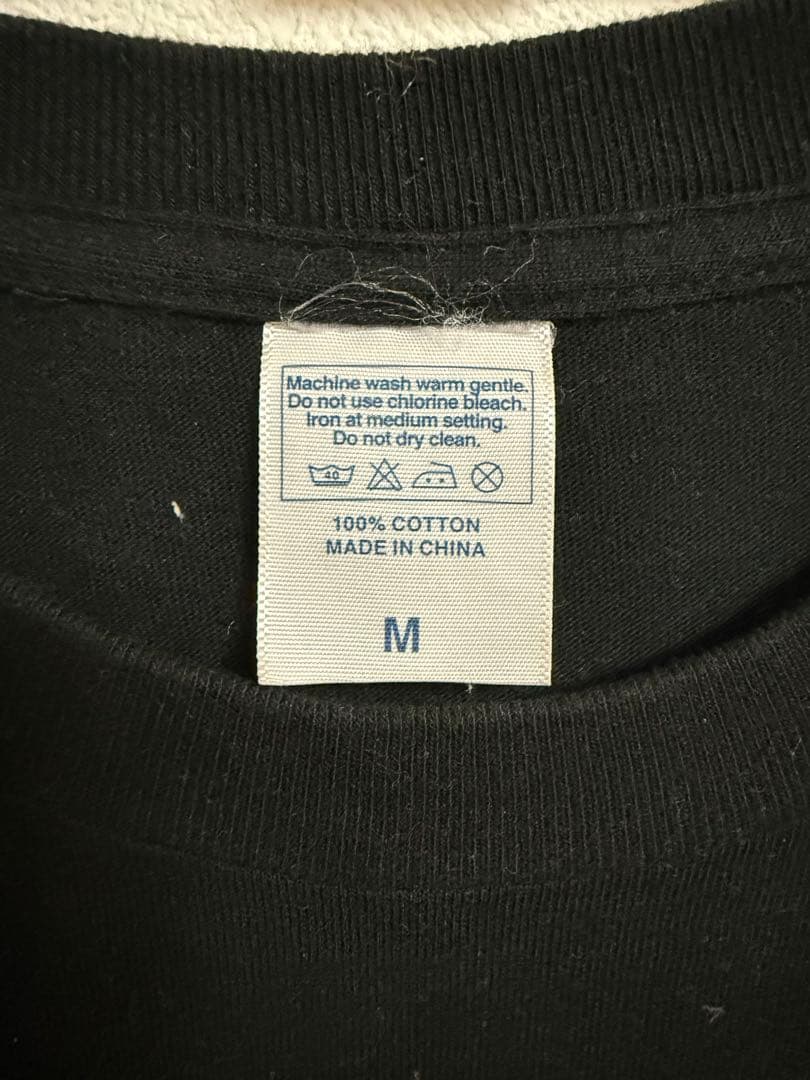 Machine wash warm gentle.
Do not use chlorine bleach.
Iron at medium setting.
Do not dry clean.
40
100% COTTON
MADE IN CHINA
M